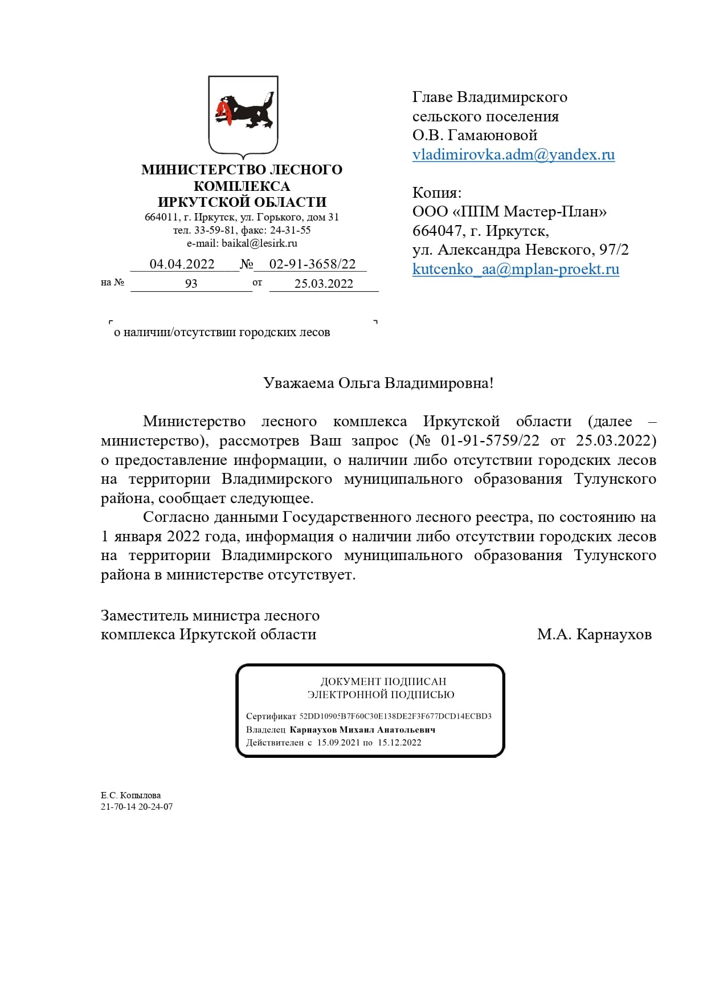 МИНИСТЕРСТВО ЛЕСНОГО
КОМПЛЕКСА
ИРКУТСКОЙ ОБЛАСТИ
664011, г. Иркутск, ул. Горького, дом 31
тел. 33-59-81, факс: 24-31-55
e-mail: baikal@lesirk.ru
04.04.2022 № 02-91-3658/22
на № 93 от 25.03.2022
о наличии/отсутствии городских лесов
Главе Владимирского
сельского поселения
О.В. Гамаюновой
vladimirovka.adm@yandex.ru
Копия:
ООО «ППМ Мастер-План»
664047, г. Иркутск,
ул. Александра Невского, 97/2
kutcenko_aa@mplan-proekt.ru
Уважаема Ольга Владимировна!
Министерство лесного комплекса Иркутской области (далее –
министерство), рассмотрев Ваш запрос (№ 01-91-5759/22 от 25.03.2022)
о предоставление информации, о наличии либо отсутствии городских лесов
на территории Владимирского муниципального образования Тулунского
района, сообщает следующее.
Согласно данными Государственного лесного реестра, по состоянию на
1 января 2022 года, информация о наличии либо отсутствии городских лесов
на территории Владимирского муниципального образования Тулунского
района в министерстве отсутствует.
Заместитель министра лесного
комплекса Иркутской области М.А. Карнаухов
ДОКУМЕНТ ПОДПИСАН
ЭЛЕКТРОННОЙ ПОДПИСЬЮ
Сертификат 52DD10905B7F60C30E138DE2F3F677DCD14ECBD3
Владелец Карнаухов Михаил Анатольевич
Действителен с 15.09.2021 по 15.12.2022
Е.С. Копылова
21-70-14 20-24-07